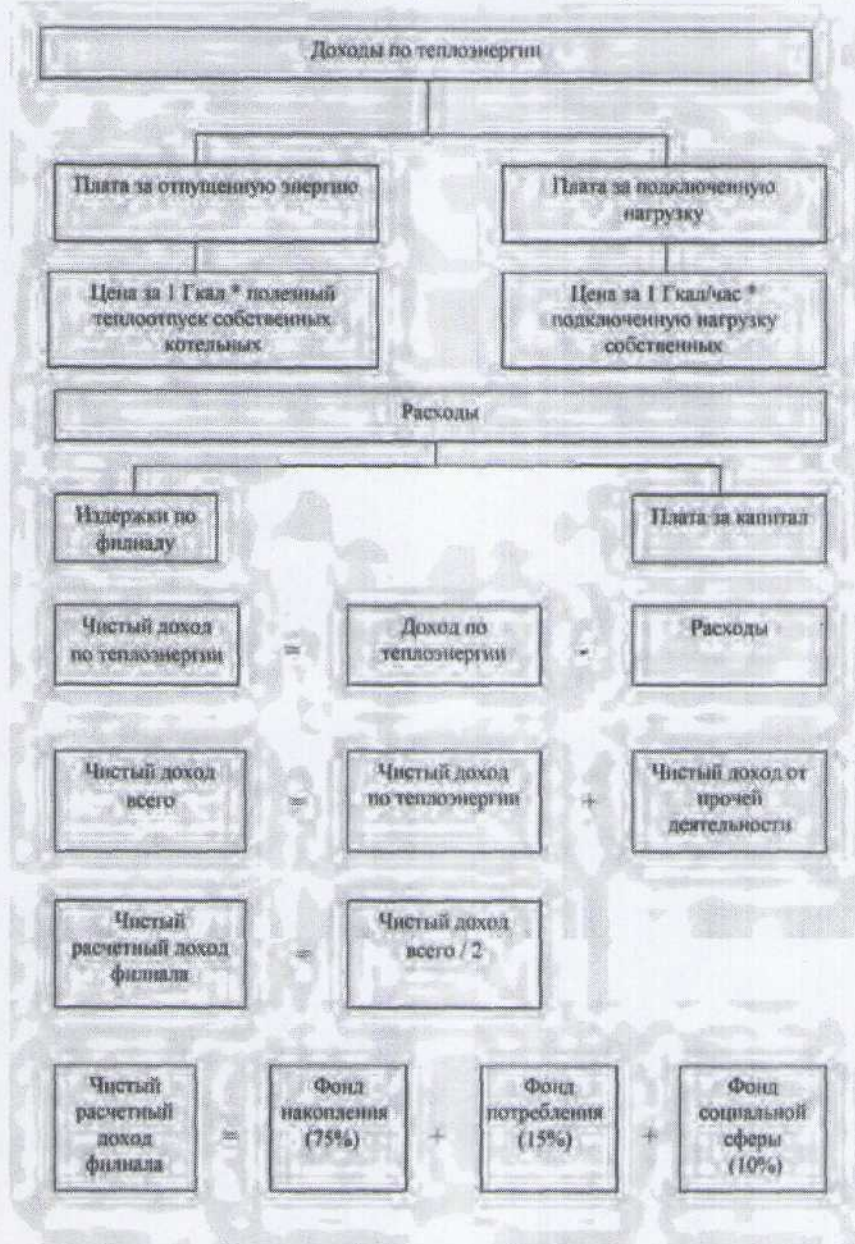 Доходы по теплоэнергии
Плата за отпущенную энергию
Плата за подключенную
нагрузку
Цена за 1 Гкал * полезный
теплоотпуск собственных
котельных
Цена за 1 Гкал/час *
подключенную нагрузку
собственных
Расходы
Издержки по
филиалу
Плата за капитал
Чистый доход
по теплоэнергии
=
Доход по
теплоэнергии
-
Расходы
Чистый доход
всего
=
Чистый доход
по теплоэнергии
+
Чистый доход от
прочей
деятельности
Чистый
расчетный доход
филиала
=
Чистый доход
всего / 2
Чистый
расчетный
доход
филиала
=
Фонд
накопления
(75%)
+
Фонд
потребления
(15%)
+
Фонд
социальной
сферы
(10%)